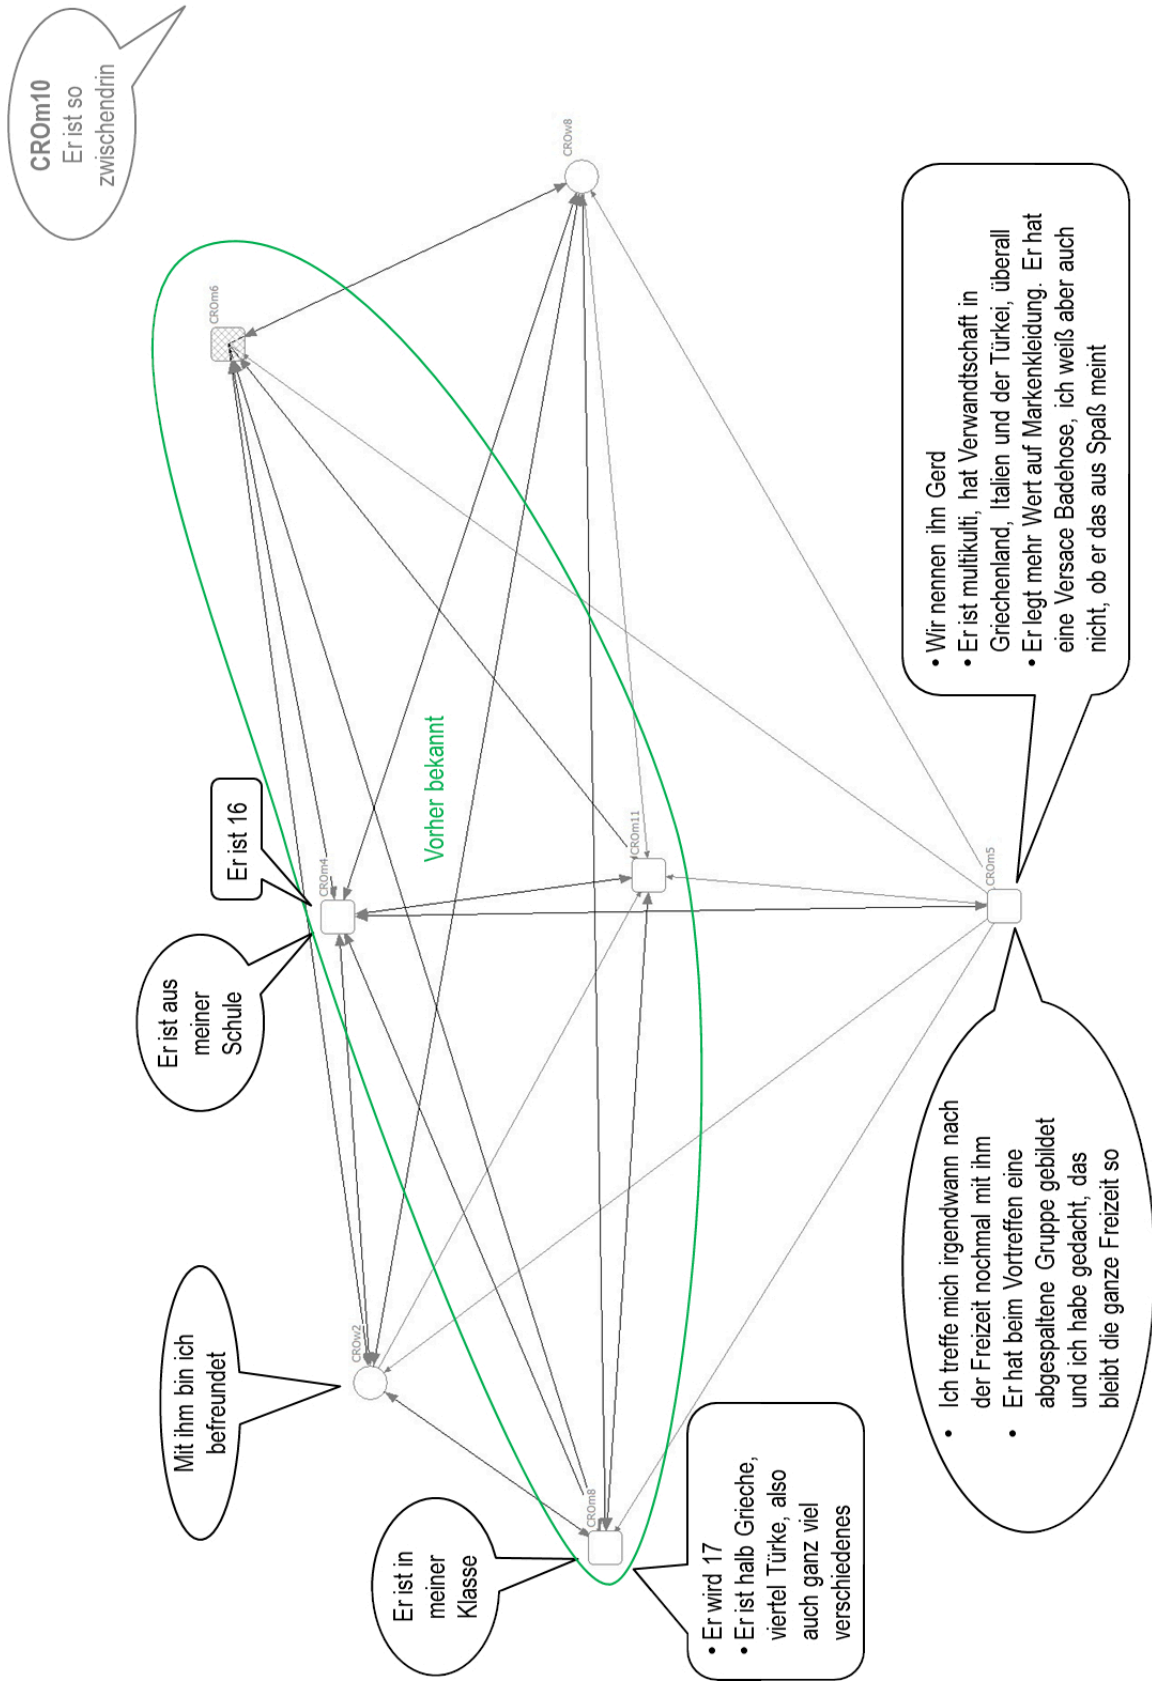 CROm10
Er ist so
zwischendrin
CROm6
CROw8
Er ist 16
CROm4
Er ist aus
meiner
Schule
Vorher bekannt
CROm11
Mit ihm bin ich
befreundet
CROw2
Er ist in
meiner
Klasse
CROm8
• Er wird 17
• Er ist halb Grieche,
viertel Türke, also
auch ganz viel
verschiedenes
CROm5
• Ich treffe mich irgendwann nach
der Freizeit nochmal mit ihm
• Er hat beim Vortreffen eine
abgespaltene Gruppe gebildet
und ich habe gedacht, das
bleibt die ganze Freizeit so
• Wir nennen ihn Gerd
• Er ist multikulti, hat Verwandtschaft in
Griechenland, Italien und der Türkei, überall
• Er legt mehr Wert auf Markenkleidung. Er hat
eine Versace Badehose, ich weiß aber auch
nicht, ob er das aus Spaß meint